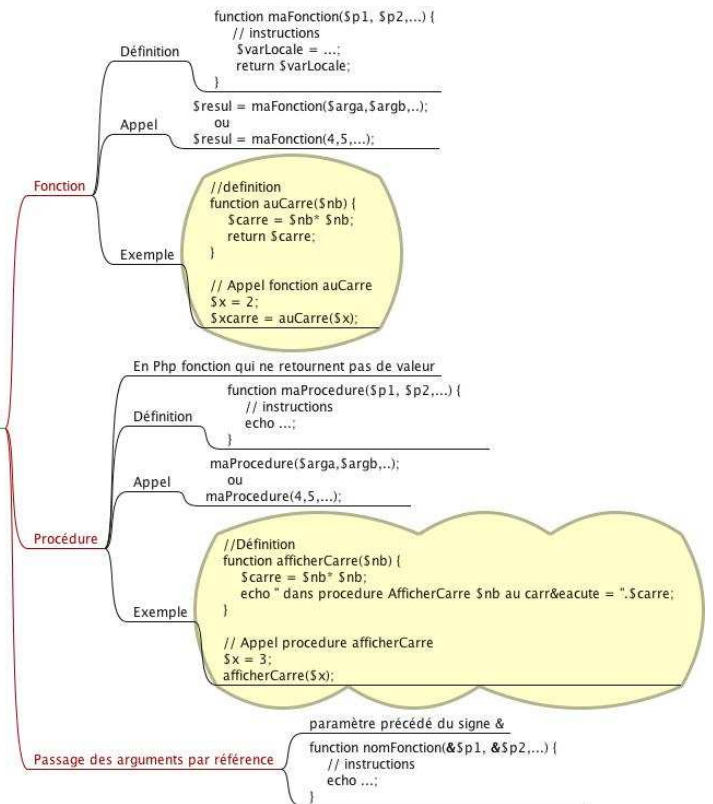 Fonction
Définition
function maFonction($p1, $p2,...) {
// instructions
$varLocale = ...;
return $varLocale;
}
Appel
$resul = maFonction($arga,$argb,..);
ou
$resul = maFonction(4,5,...);
Exemple
//definition
function auCarre($nb) {
$carre = $nb* $nb;
return $carre;
}
// Appel fonction auCarre
$x = 2;
$xcarre = auCarre($x);
Procédure
En Php fonction qui ne retournent pas de valeur
Définition
function maProcedure($p1, $p2,...) {
// instructions
echo ...;
}
Appel
maProcedure($arga,$argb,..);
ou
maProcedure(4,5,...);
Exemple
//Définition
function afficherCarre($nb) {
$carre = $nb* $nb;
echo " dans procedure AfficherCarre $nb au carr&eacute = ".$carre;
}
// Appel procedure afficherCarre
$x = 3;
afficherCarre($x);
Passage des arguments par référence
paramètre précédé du signe &
function nomFonction(&$p1, &$p2,...) {
// instructions
echo ...;
}